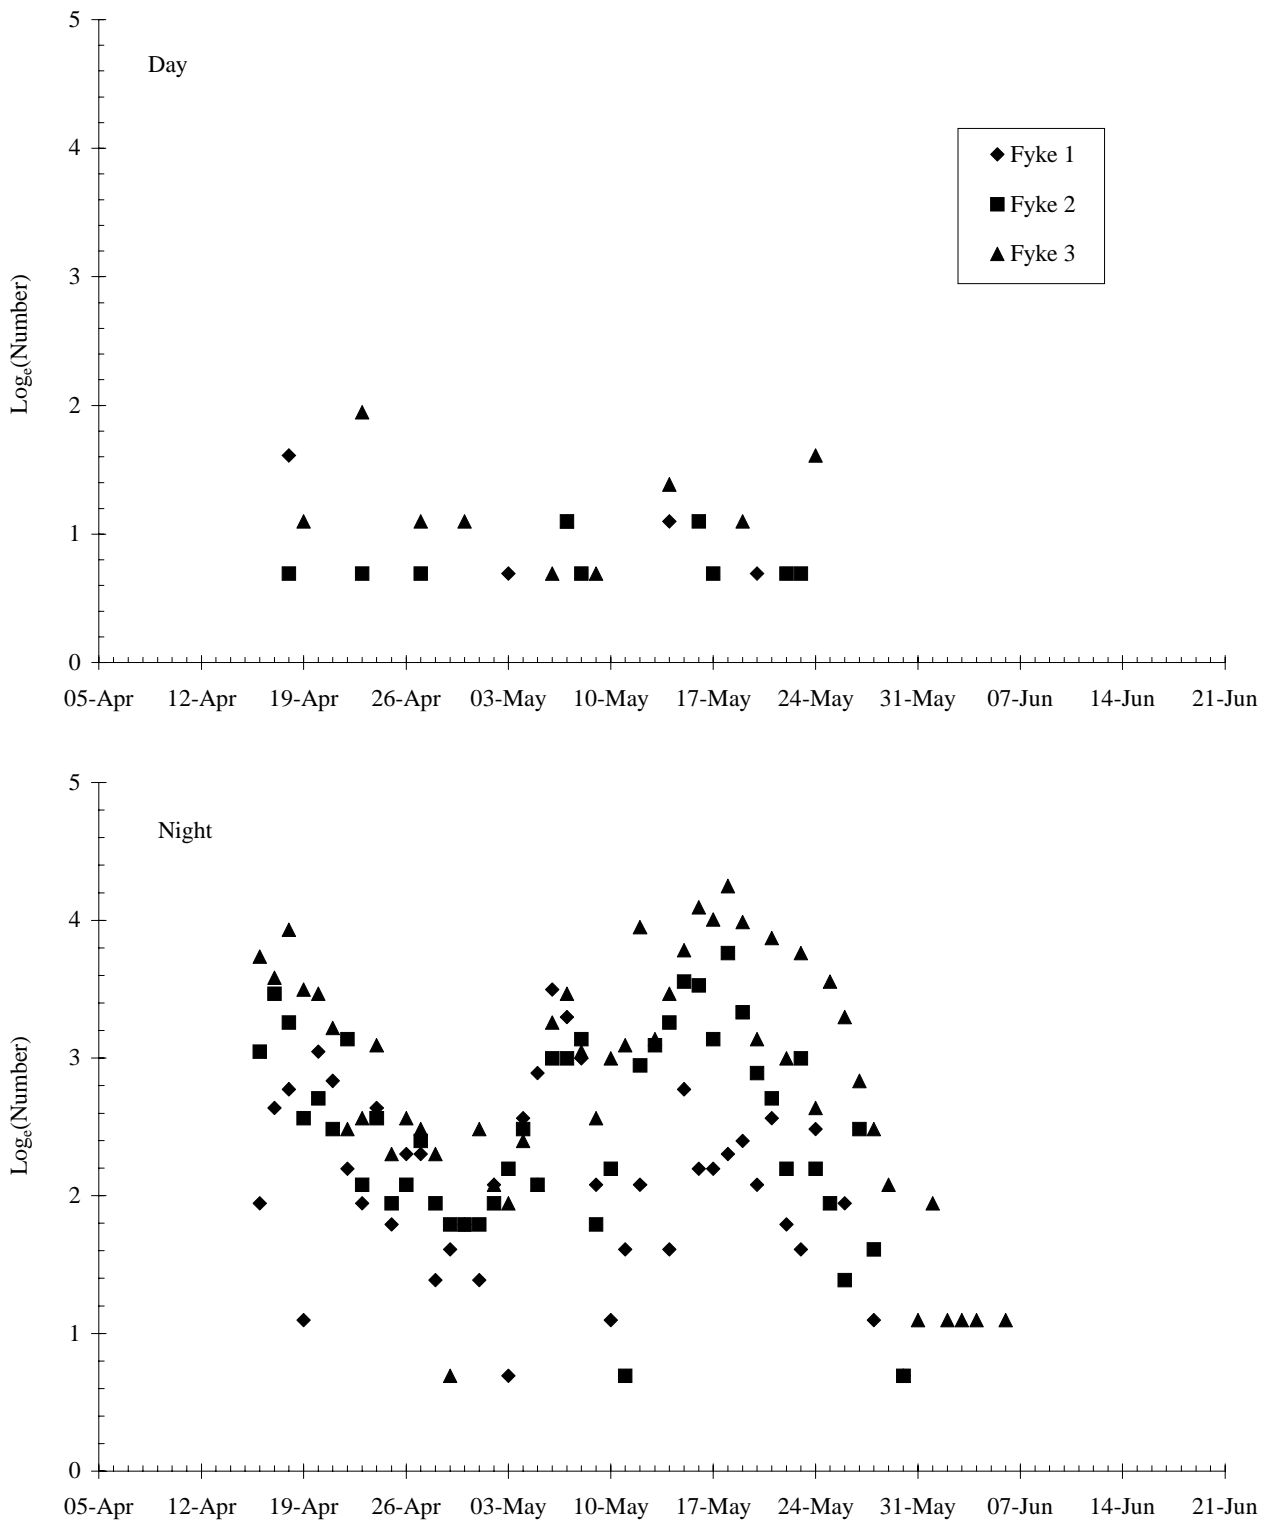 5
Day
4
Fyke 1
Fyke 2
Fyke 3
3
Logₑ(Number)
2
1
0
05-Apr 12-Apr 19-Apr 26-Apr 03-May 10-May 17-May 24-May 31-May 07-Jun 14-Jun 21-Jun
5
Night
4
3
Logₑ(Number)
2
1
0
05-Apr 12-Apr 19-Apr 26-Apr 03-May 10-May 17-May 24-May 31-May 07-Jun 14-Jun 21-Jun